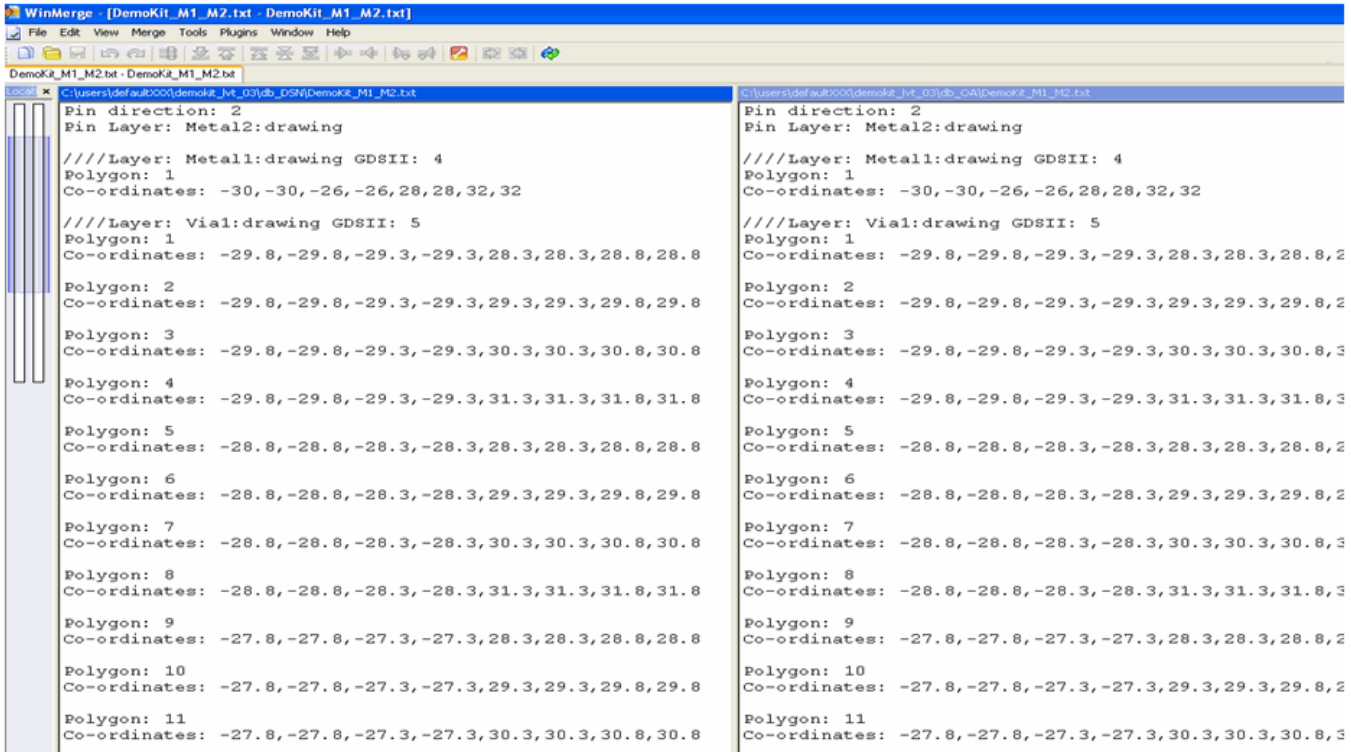 WinMerge - [DemoKit_M1_M2.txt - DemoKit_M1_M2.txt]
File Edit View Merge Tools Plugins Window Help
DemoKit_M1_M2.txt - DemoKit_M1_M2.txt
Locat
C:\users\defaultXXX\demokit_lvt_03\db_DSN\DemoKit_M1_M2.txt
Pin direction: 2
Pin Layer: Metal2:drawing
////Layer: Metal1:drawing GDSII: 4
Polygon: 1
Co-ordinates: -30,-30,-26,-26,28,28,32,32
////Layer: Via1:drawing GDSII: 5
Polygon: 1
Co-ordinates: -29.8,-29.8,-29.3,-29.3,28.3,28.3,28.8,28.8
Polygon: 2
Co-ordinates: -29.8,-29.8,-29.3,-29.3,29.3,29.3,29.8,29.8
Polygon: 3
Co-ordinates: -29.8,-29.8,-29.3,-29.3,30.3,30.3,30.8,30.8
Polygon: 4
Co-ordinates: -29.8,-29.8,-29.3,-29.3,31.3,31.3,31.8,31.8
Polygon: 5
Co-ordinates: -28.8,-28.8,-28.3,-28.3,28.3,28.3,28.8,28.8
Polygon: 6
Co-ordinates: -28.8,-28.8,-28.3,-28.3,29.3,29.3,29.8,29.8
Polygon: 7
Co-ordinates: -28.8,-28.8,-28.3,-28.3,30.3,30.3,30.8,30.8
Polygon: 8
Co-ordinates: -28.8,-28.8,-28.3,-28.3,31.3,31.3,31.8,31.8
Polygon: 9
Co-ordinates: -27.8,-27.8,-27.3,-27.3,28.3,28.3,28.8,28.8
Polygon: 10
Co-ordinates: -27.8,-27.8,-27.3,-27.3,29.3,29.3,29.8,29.8
Polygon: 11
Co-ordinates: -27.8,-27.8,-27.3,-27.3,30.3,30.3,30.8,30.8
C:\users\defaultXXX\demokit_lvt_03\db_OA\DemoKit_M1_M2.txt
Pin direction: 2
Pin Layer: Metal2:drawing
////Layer: Metal1:drawing GDSII: 4
Polygon: 1
Co-ordinates: -30,-30,-26,-26,28,28,32,32
////Layer: Via1:drawing GDSII: 5
Polygon: 1
Co-ordinates: -29.8,-29.8,-29.3,-29.3,28.3,28.3,28.8,2
Polygon: 2
Co-ordinates: -29.8,-29.8,-29.3,-29.3,29.3,29.3,29.8,2
Polygon: 3
Co-ordinates: -29.8,-29.8,-29.3,-29.3,30.3,30.3,30.8,3
Polygon: 4
Co-ordinates: -29.8,-29.8,-29.3,-29.3,31.3,31.3,31.8,3
Polygon: 5
Co-ordinates: -28.8,-28.8,-28.3,-28.3,28.3,28.3,28.8,2
Polygon: 6
Co-ordinates: -28.8,-28.8,-28.3,-28.3,29.3,29.3,29.8,2
Polygon: 7
Co-ordinates: -28.8,-28.8,-28.3,-28.3,30.3,30.3,30.8,3
Polygon: 8
Co-ordinates: -28.8,-28.8,-28.3,-28.3,31.3,31.3,31.8,3
Polygon: 9
Co-ordinates: -27.8,-27.8,-27.3,-27.3,28.3,28.3,28.8,2
Polygon: 10
Co-ordinates: -27.8,-27.8,-27.3,-27.3,29.3,29.3,29.8,2
Polygon: 11
Co-ordinates: -27.8,-27.8,-27.3,-27.3,30.3,30.3,30.8,3